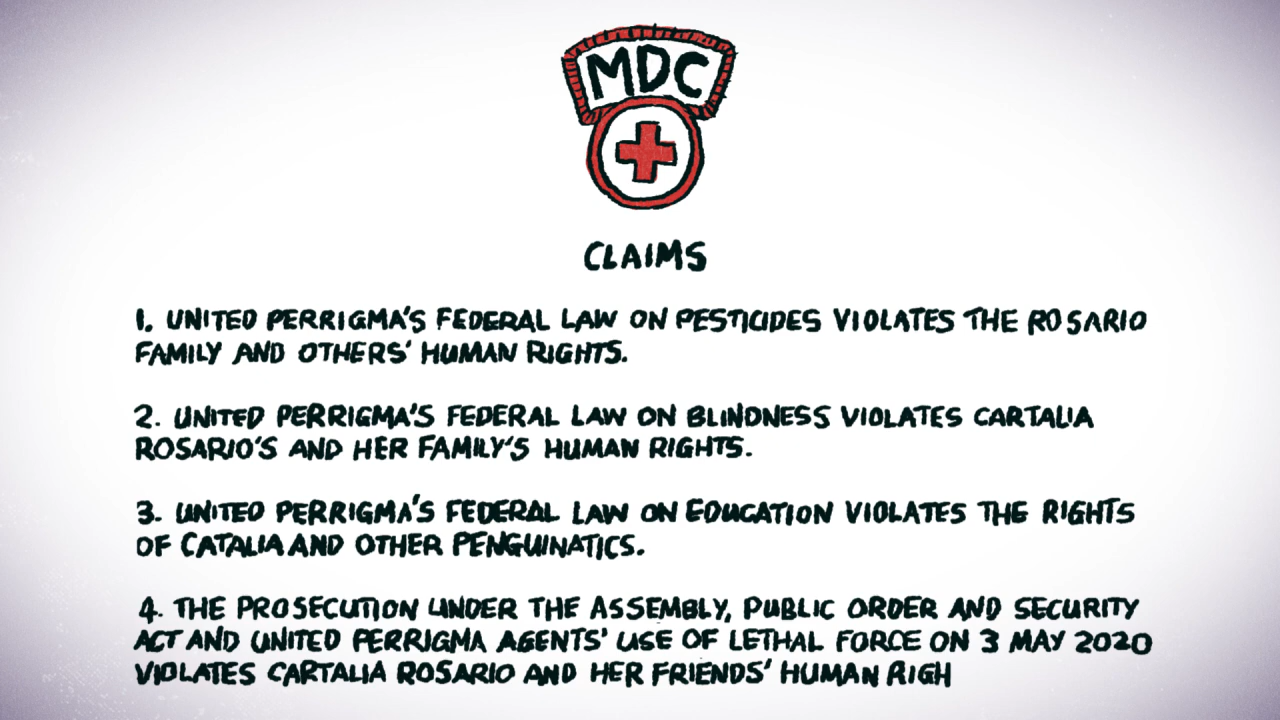 MDC
CLAIMS
1. UNITED PERRIGMA'S FEDERAL LAW ON PESTICIDES VIOLATES THE ROSARIO
FAMILY AND OTHERS' HUMAN RIGHTS.
2. UNITED PERRIGMA'S FEDERAL LAW ON BLINDNESS VIOLATES CARTALIA
ROSARIO'S AND HER FAMILY'S HUMAN RIGHTS.
3. UNITED PERRIGMA'S FEDERAL LAW ON EDUCATION VIOLATES THE RIGHTS
OF CATALIA AND OTHER PENGUINATICS.
4. THE PROSECUTION UNDER THE ASSEMBLY, PUBLIC ORDER AND SECURITY
ACT AND UNITED PERRIGMA AGENTS' USE OF LETHAL FORCE ON 3 MAY 2020
VIOLATES CARTALIA ROSARIO AND HER FRIENDS' HUMAN RIGH